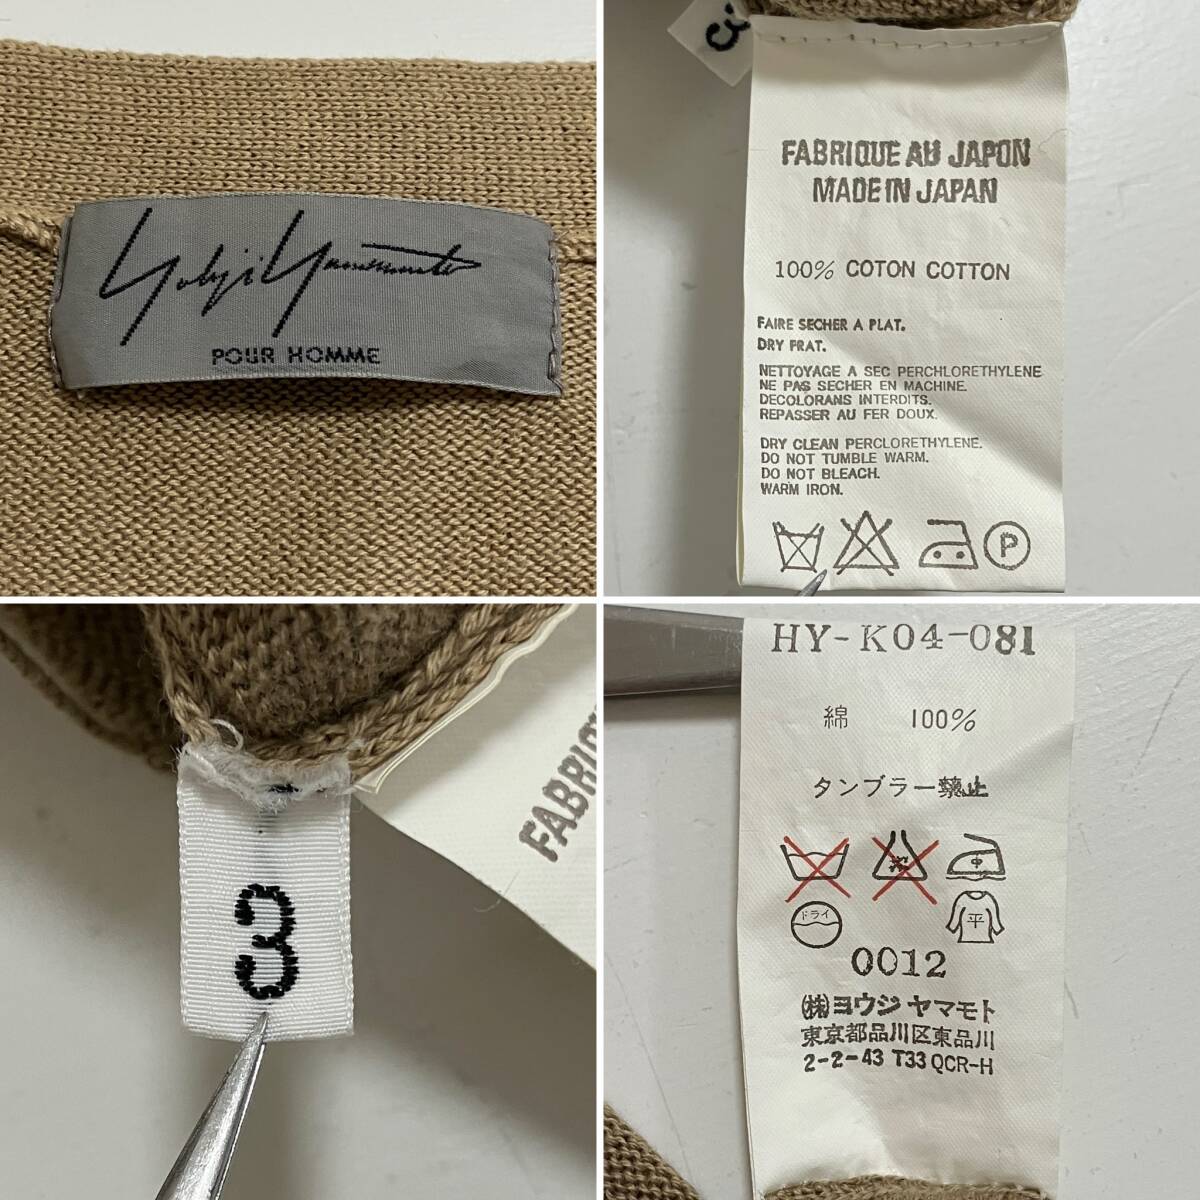 Yohji Yamamoto
POUR HOMME
3
FABRIQUE AU JAPON
MADE IN JAPAN
100% COTON COTTON
FAIRE SECHER A PLAT.
DRY FRAT.
NETTOYAGE A SEC PERCHLORETHYLENE
NE PAS SECHER EN MACHINE.
DECOLORANS INTERDITS.
REPASSER AU FER DOUX.
DRY CLEAN PERCLORETHYLENE.
DO NOT TUMBLE WARM.
DO NOT BLEACH.
WARM IRON.
P
3
FABRI
HY-K04-081
綿 100%
タンブラー禁止
中
ドライ 平
0012
(株)ヨウジ ヤマモト
東京都品川区東品川
2-2-43 T33 QCR-H